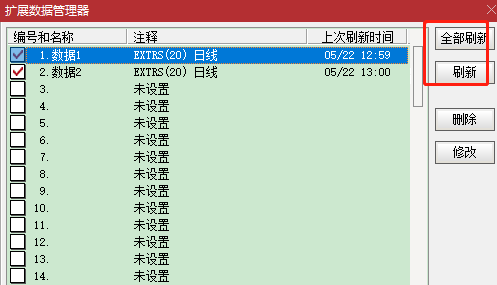 扩展数据管理器
编号和名称 注释 上次刷新时间 全部刷新
1.数据1 EXTRS(20) 日线 05/22 12:59
2.数据2 EXTRS(20) 日线 05/22 13:00 刷新
3. 未设置
4. 未设置
5. 未设置 删除
6. 未设置
7. 未设置 修改
8. 未设置
9. 未设置
10. 未设置
11. 未设置
12. 未设置
13. 未设置
14. 未设置